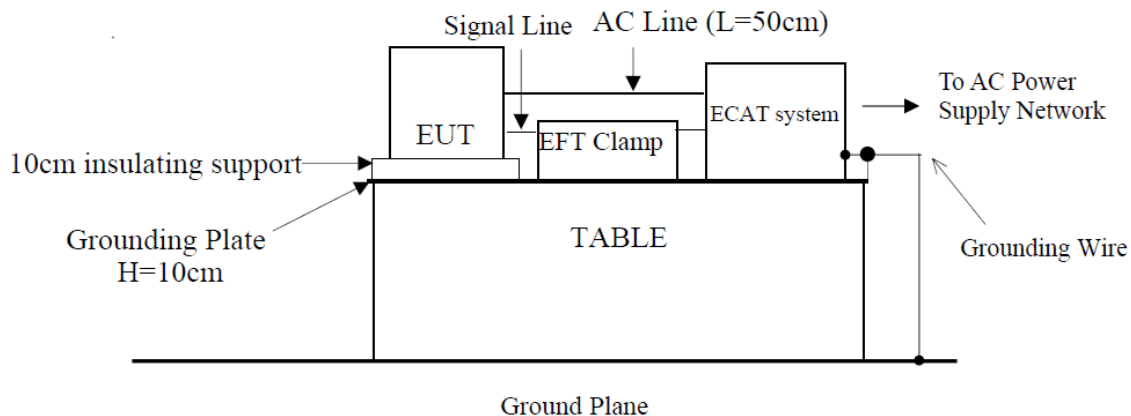 Signal Line
AC Line (L=50cm)
To AC Power
Supply Network
ECAT system
EUT
EFT Clamp
10cm insulating support
Grounding Plate
H=10cm
TABLE
Grounding Wire
Ground Plane